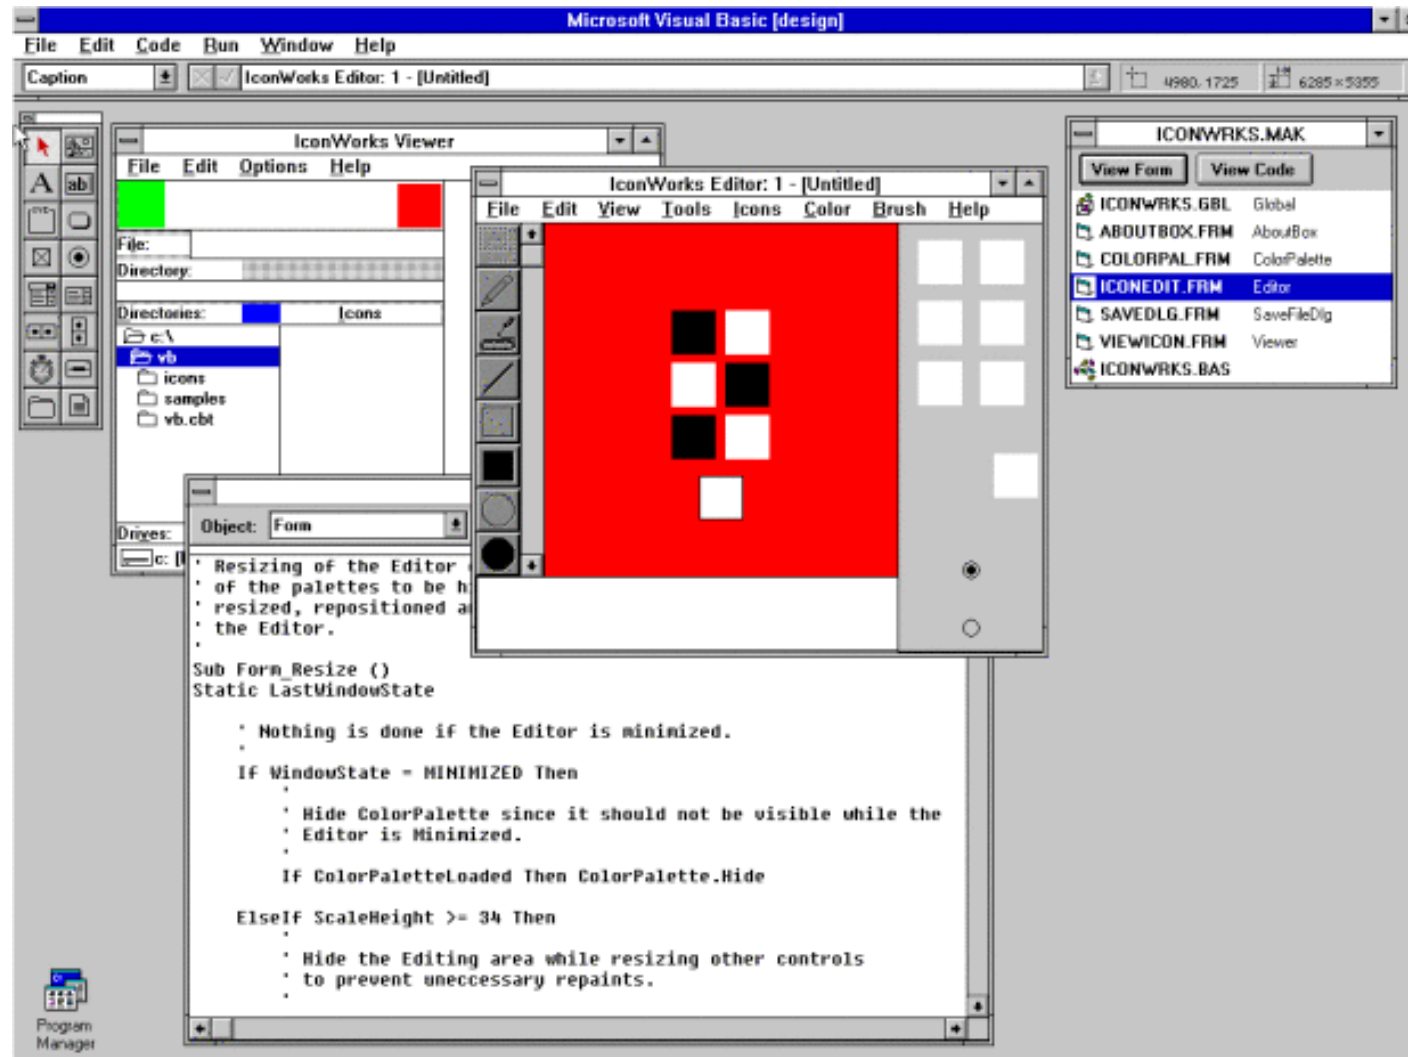 Microsoft Visual Basic [design]
File Edit Code Run Window Help
Caption
IconWorks Editor: 1 - [Untitled]
4980, 1725
6285×5355
IconWorks Viewer
File Edit Options Help
File:
Directory:
Directories:
Icons
c:\
vb
icons
samples
vb.cbt
Drives:
c:
IconWorks Editor: 1 - [Untitled]
File Edit View Tools Icons Color Brush Help
ICONWRKS.MAK
View Form View Code
ICONWRKS.GBL Global
ABOUTBOX.FRM AboutBox
COLORPAL.FRM ColorPalette
ICONEDIT.FRM Editor
SAVEDLG.FRM SaveFileDlg
VIEWICON.FRM Viewer
ICONWRKS.BAS
A
ab
Object: Form
' Resizing of the Editor
' of the palettes to be
' resized, repositioned
' the Editor.
'
Sub Form_Resize ()
Static LastWindowState
' Nothing is done if the Editor is minimized.
'
If WindowState = MINIMIZED Then
'
' Hide ColorPalette since it should not be visible while the
' Editor is Minimized.
'
If ColorPaletteLoaded Then ColorPalette.Hide
ElseIf ScaleHeight >= 34 Then
'
' Hide the Editing area while resizing other controls
' to prevent uneccessary repaints.
'
Program
Manager